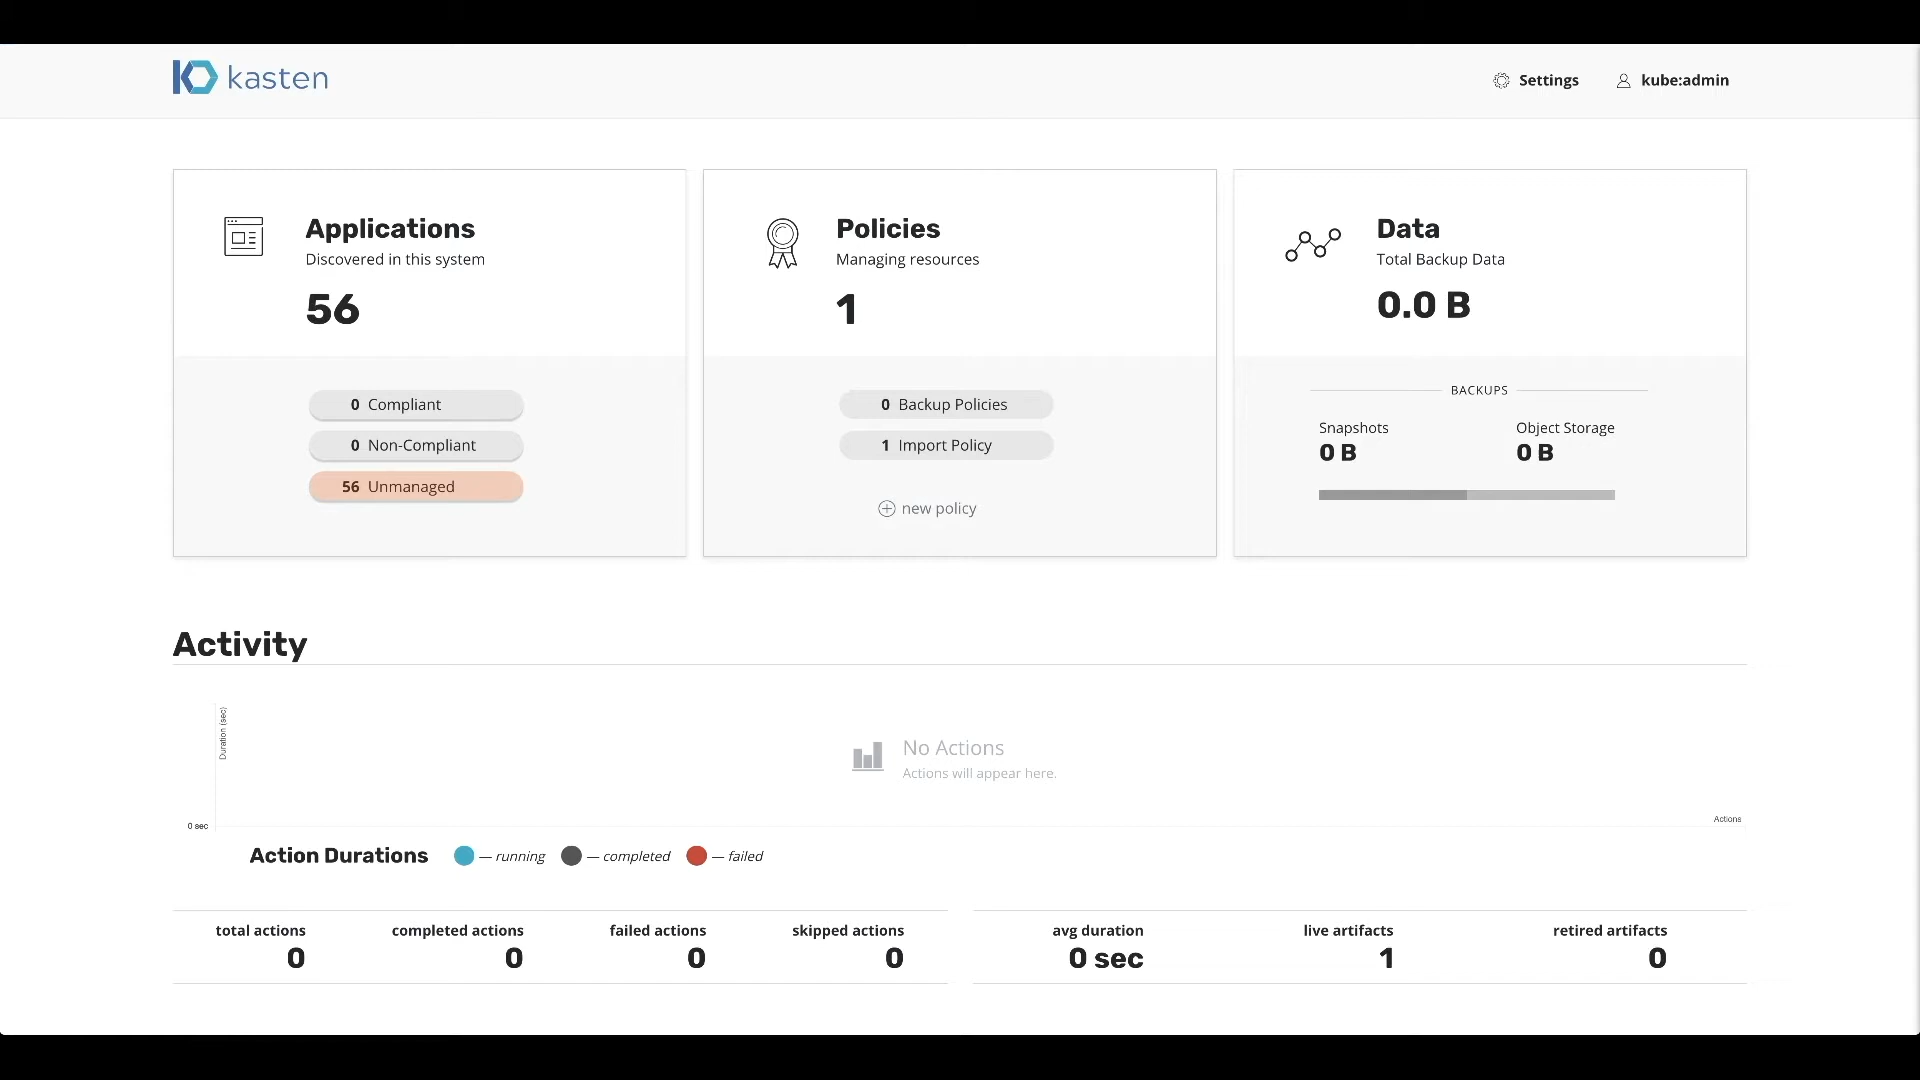 kasten
Settings
kube:admin
Applications
Discovered in this system
56
0 Compliant
0 Non-Compliant
56 Unmanaged
Policies
Managing resources
1
0 Backup Policies
1 Import Policy
new policy
Data
Total Backup Data
0.0 B
BACKUPS
Snapshots
0 B
Object Storage
0 B
Activity
Duration (sec)
No Actions
Actions will appear here.
0 sec
Actions
Action Durations
— running
— completed
— failed
total actions
0
completed actions
0
failed actions
0
skipped actions
0
avg duration
0 sec
live artifacts
1
retired artifacts
0